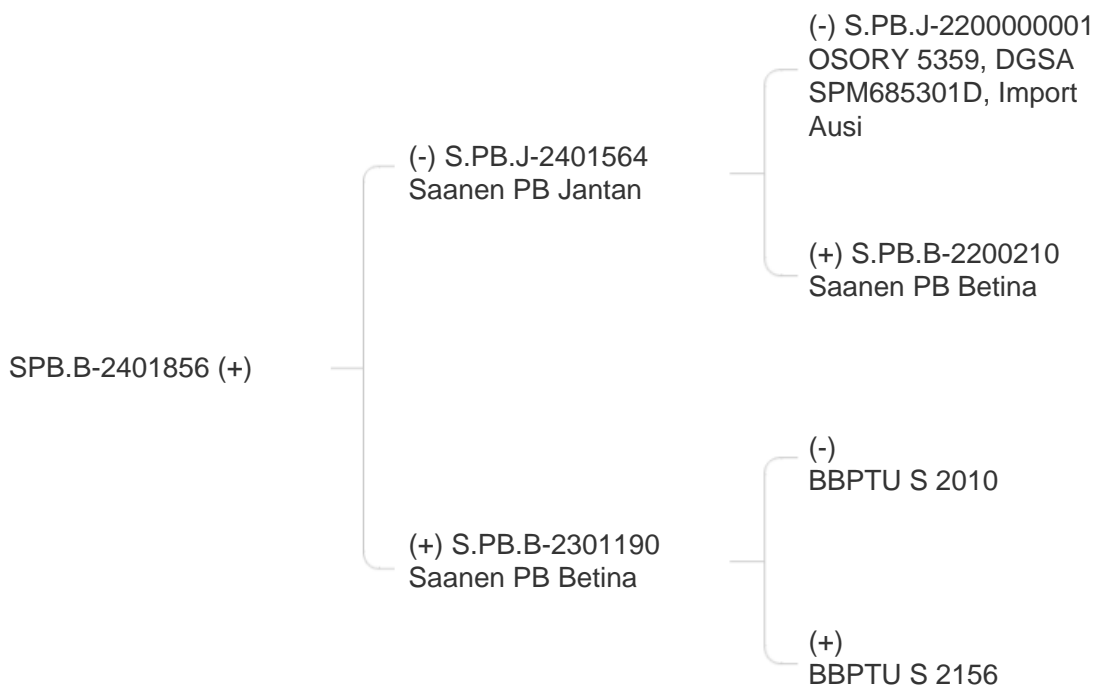 (-) S.PB.J-2200000001
OSORY 5359, DGSA
SPM685301D, Import
Ausi
(-) S.PB.J-2401564
Saanen PB Jantan
(+) S.PB.B-2200210
Saanen PB Betina
SPB.B-2401856 (+)
(-)
BBPTU S 2010
(+) S.PB.B-2301190
Saanen PB Betina
(+)
BBPTU S 2156